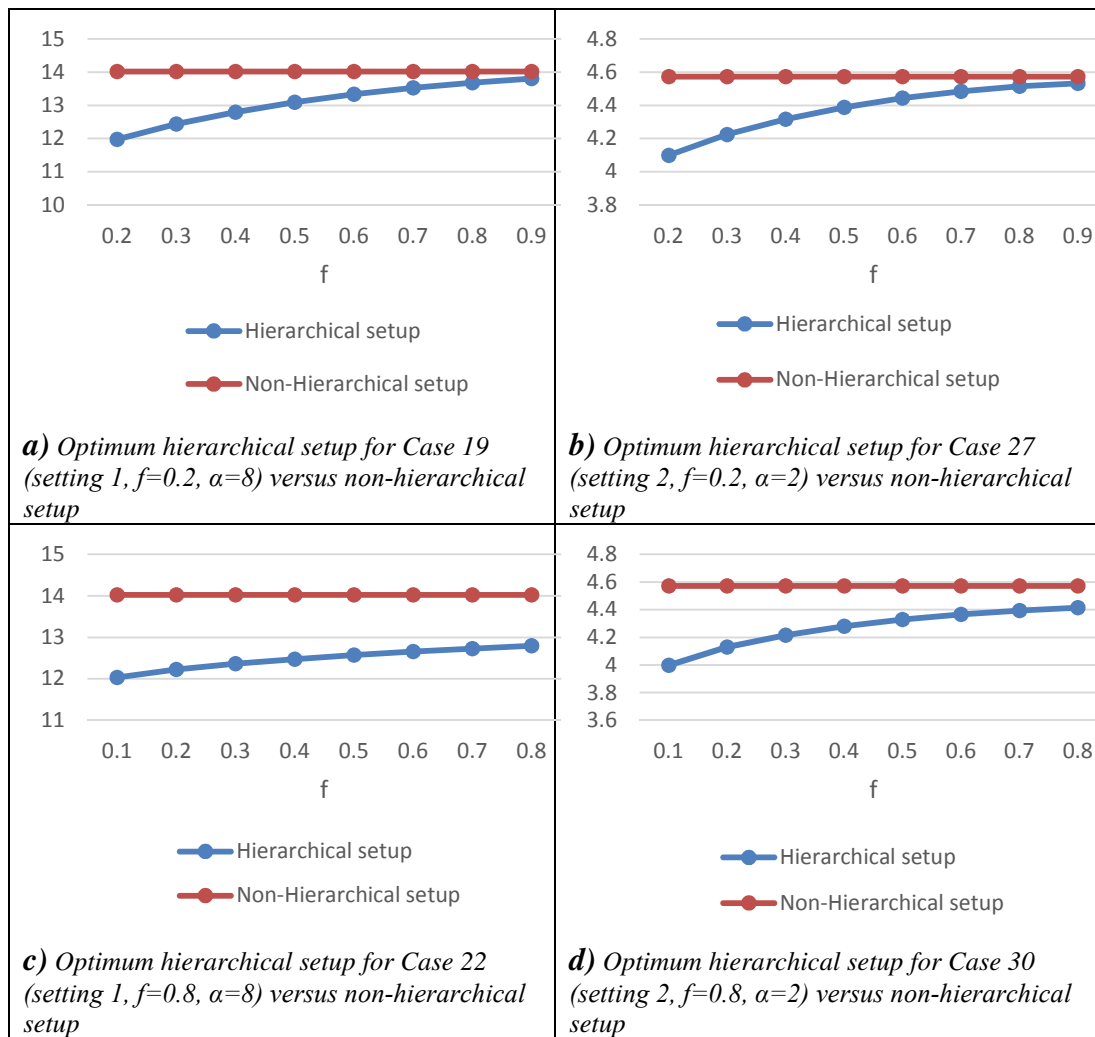 15
14
13
12
11
10
0.2 0.3 0.4 0.5 0.6 0.7 0.8 0.9
f
Hierarchical setup
Non-Hierarchical setup
a) Optimum hierarchical setup for Case 19
(setting 1, f=0.2, α=8) versus non-hierarchical
setup
4.8
4.6
4.4
4.2
4
3.8
0.2 0.3 0.4 0.5 0.6 0.7 0.8 0.9
f
Hierarchical setup
Non-Hierarchical setup
b) Optimum hierarchical setup for Case 27
(setting 2, f=0.2, α=2) versus non-hierarchical
setup
15
14
13
12
11
0.1 0.2 0.3 0.4 0.5 0.6 0.7 0.8
f
Hierarchical setup
Non-Hierarchical setup
c) Optimum hierarchical setup for Case 22
(setting 1, f=0.8, α=8) versus non-hierarchical
setup
4.8
4.6
4.4
4.2
4
3.8
3.6
0.1 0.2 0.3 0.4 0.5 0.6 0.7 0.8
f
Hierarchical setup
Non-Hierarchical setup
d) Optimum hierarchical setup for Case 30
(setting 2, f=0.8, α=2) versus non-hierarchical
setup